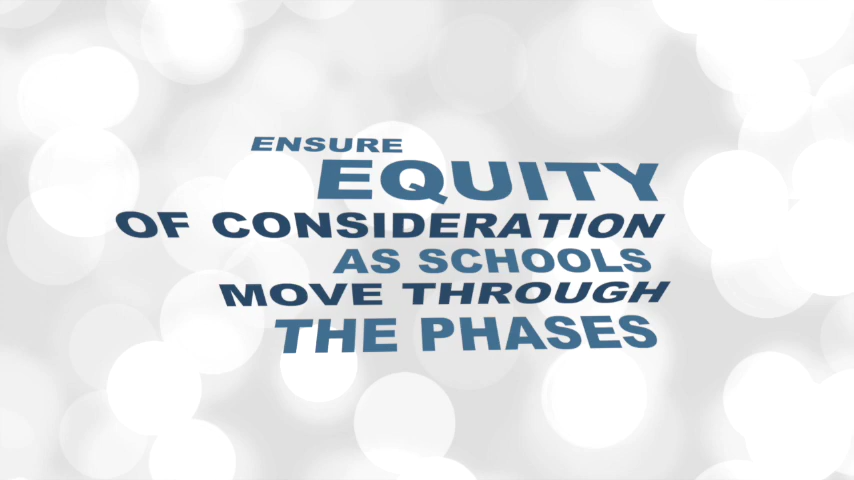 ENSURE
EQUITY
OF CONSIDERATION
AS SCHOOLS
MOVE THROUGH
THE PHASES